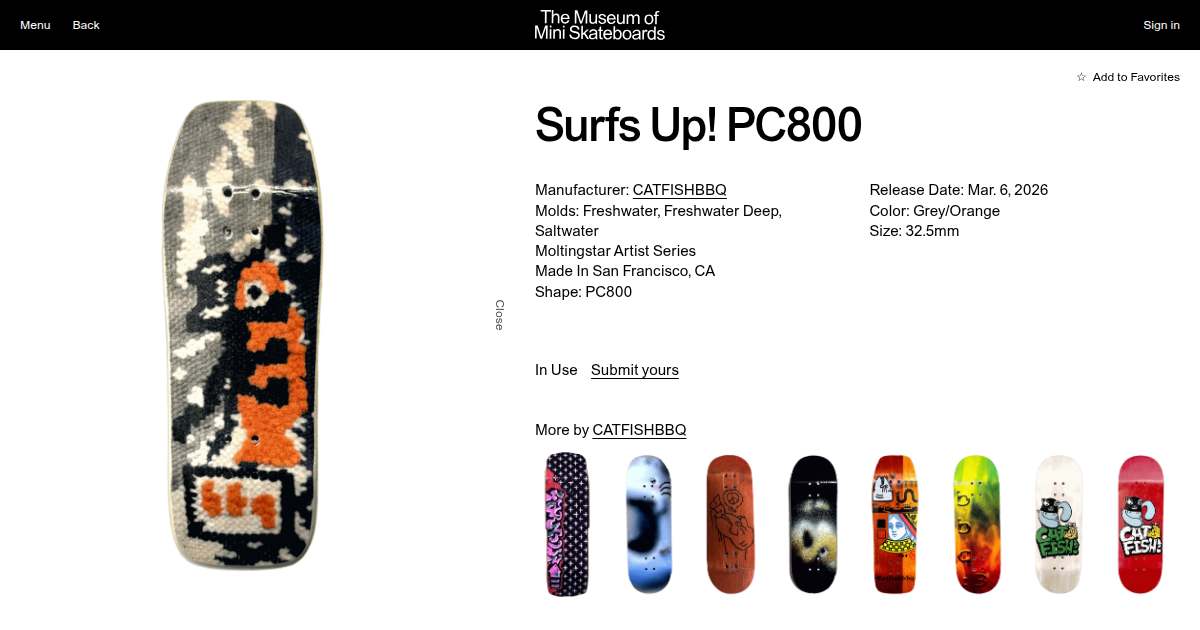 Menu
Back
The Museum of
Mini Skateboards
Sign in
☆ Add to Favorites
Surfs Up! PC800
Manufacturer: CATFISHBBQ
Molds: Freshwater, Freshwater Deep,
Saltwater
Moltingstar Artist Series
Made In San Francisco, CA
Shape: PC800
Release Date: Mar. 6, 2026
Color: Grey/Orange
Size: 32.5mm
Close
In Use
Submit yours
More by CATFISHBBQ
CAT
FISH
CAT
FISH